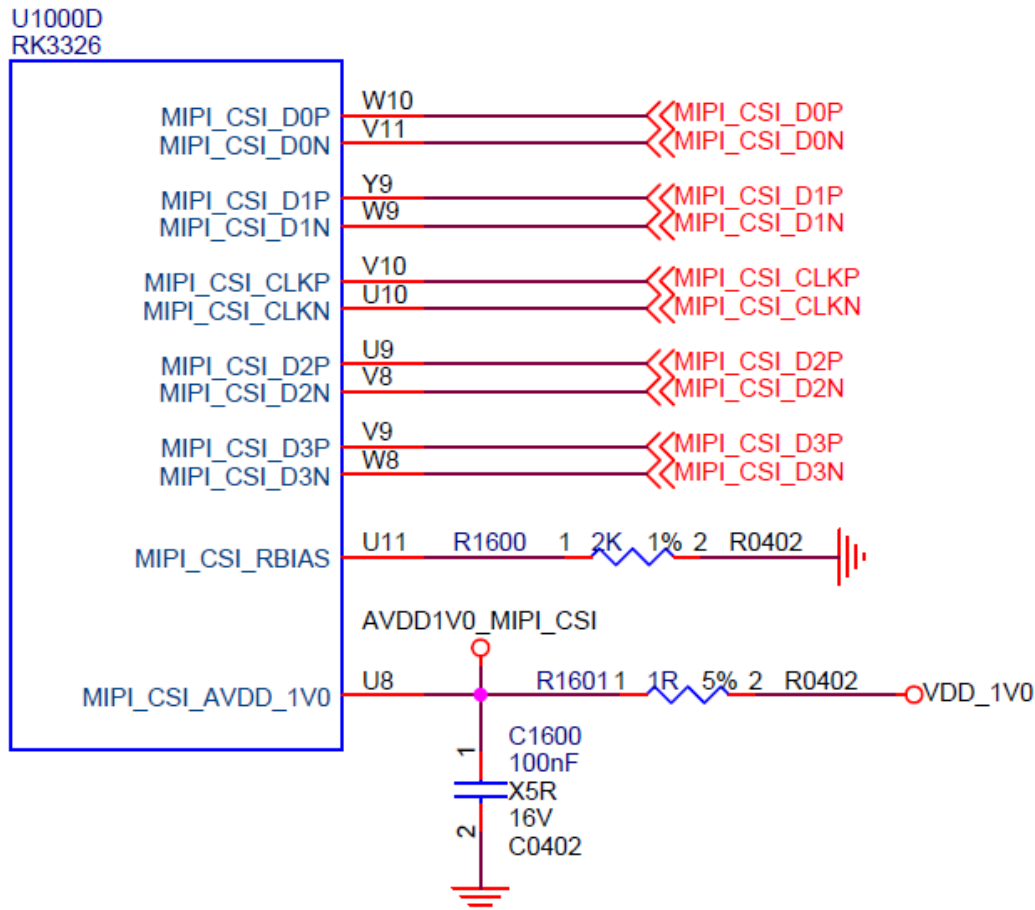 U1000D
RK3326
MIPI_CSI_D0P W10 MIPI_CSI_D0P
MIPI_CSI_D0N V11 MIPI_CSI_D0N
MIPI_CSI_D1P Y9 MIPI_CSI_D1P
MIPI_CSI_D1N W9 MIPI_CSI_D1N
MIPI_CSI_CLKP V10 MIPI_CSI_CLKP
MIPI_CSI_CLKN U10 MIPI_CSI_CLKN
MIPI_CSI_D2P U9 MIPI_CSI_D2P
MIPI_CSI_D2N V8 MIPI_CSI_D2N
MIPI_CSI_D3P V9 MIPI_CSI_D3P
MIPI_CSI_D3N W8 MIPI_CSI_D3N
MIPI_CSI_RBIAS U11 R1600 1 2K 1% 2 R0402
AVDD1V0_MIPI_CSI
MIPI_CSI_AVDD_1V0 U8 R1601 1 1R 5% 2 R0402 VDD_1V0
1 C1600
100nF
X5R
2 16V
C0402